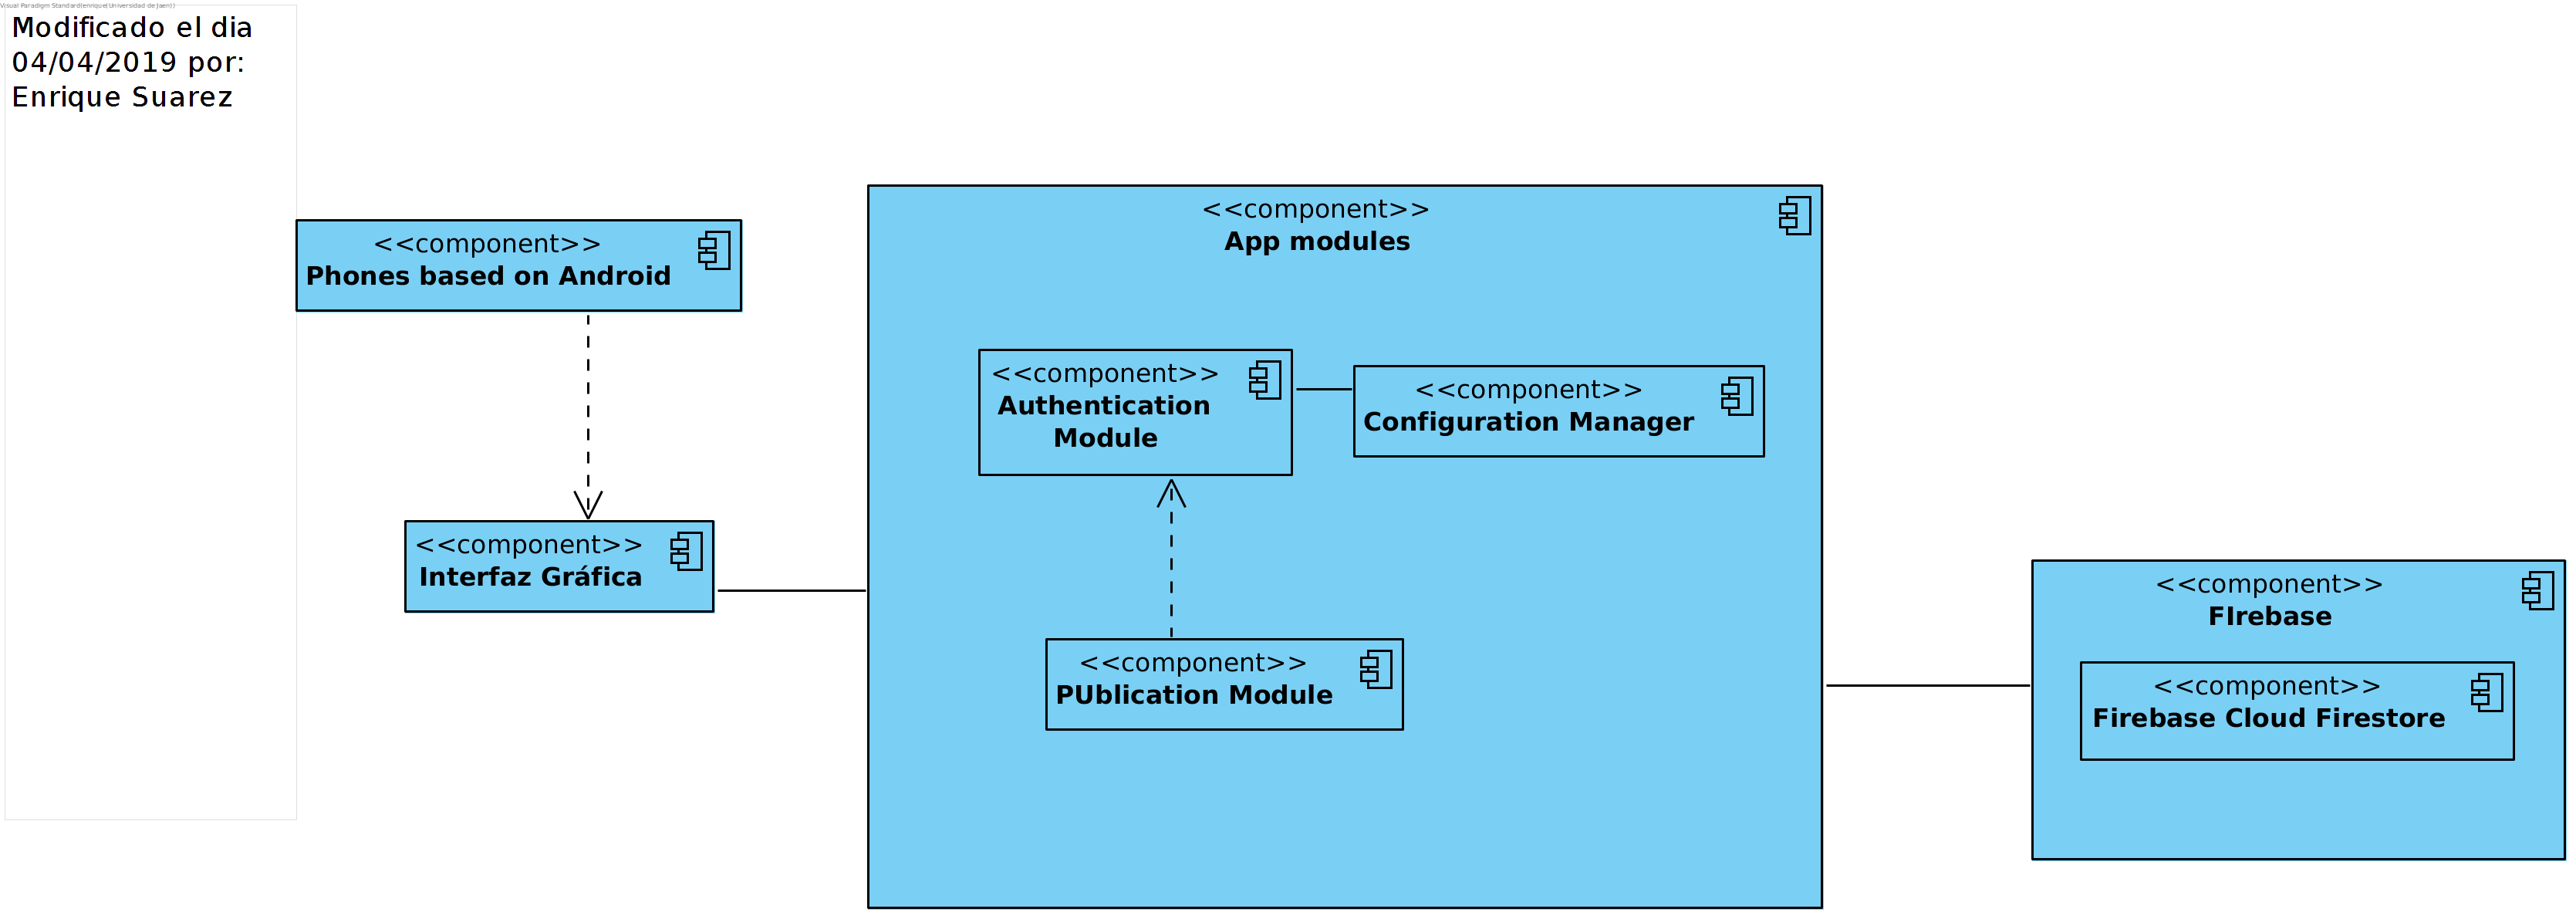 Visual Paradigm Standard(enrique(Universidad de Jaen))
Modificado el dia
04/04/2019 por:
Enrique Suarez
<<component>>
Phones based on Android
<<component>>
Interfaz Gráfica
<<component>>
App modules
<<component>>
Authentication
Module
<<component>>
Configuration Manager
<<component>>
PUblication Module
<<component>>
FIrebase
<<component>>
Firebase Cloud Firestore